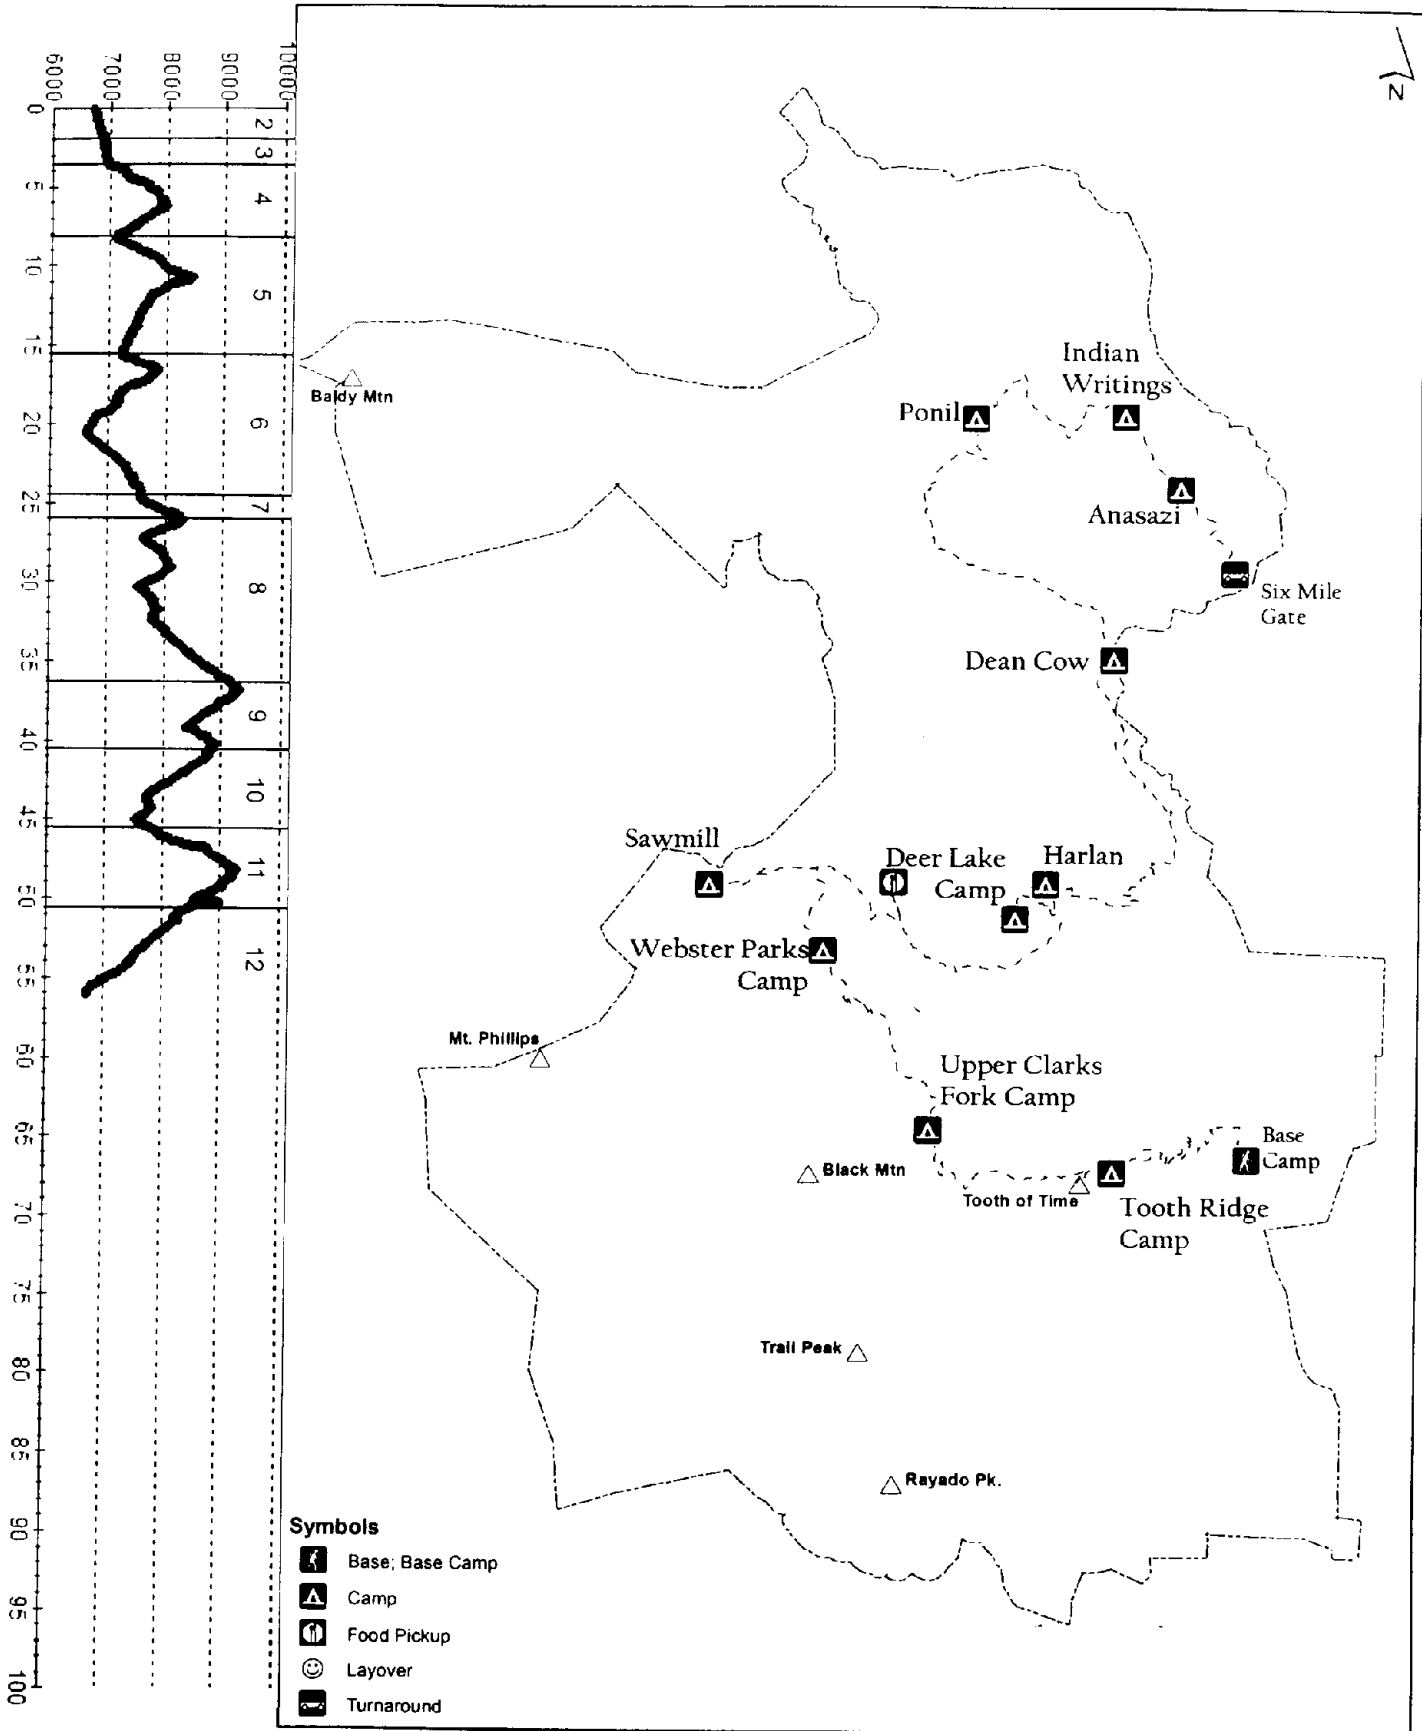 10000
9000
8000
7000
6000
0
5
10
15
20
25
30
35
40
45
50
55
60
65
70
75
80
85
90
95
100
2
3
4
5
6
7
8
9
10
11
12
N
Baldy Mtn
Indian
Writings
Ponil
Anasazi
Six Mile
Gate
Dean Cow
Sawmill
Deer Lake
Camp
Harlan
Webster Parks
Camp
Mt. Phillips
Upper Clarks
Fork Camp
Base
Camp
Black Mtn
Tooth of Time
Tooth Ridge
Camp
Trail Peak
Rayado Pk.
Symbols
Base; Base Camp
Camp
Food Pickup
Layover
Turnaround